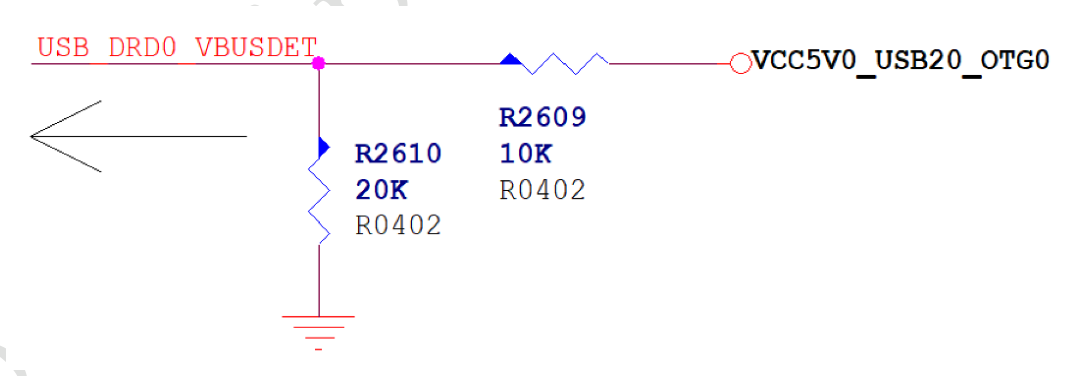 USB_DRD0_VBUSDET
VCC5V0_USB20_OTG0
R2609
10K
R0402
R2610
20K
R0402